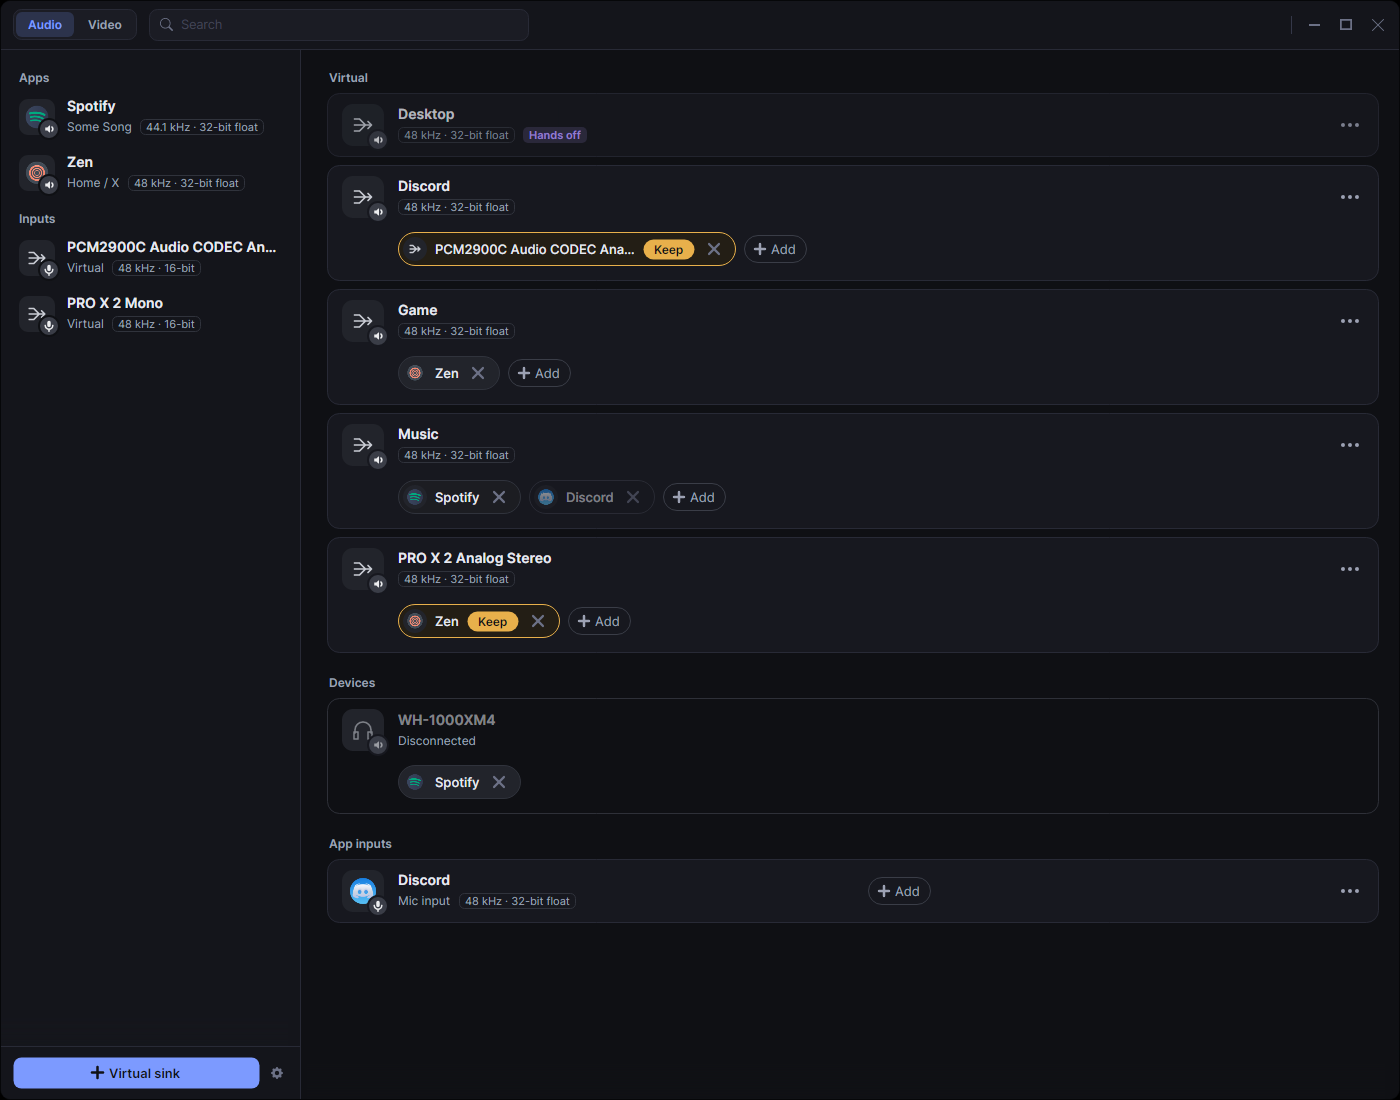 Audio
Video
Search
Apps
Spotify
Some Song 44.1 kHz · 32-bit float
Zen
Home / X 48 kHz · 32-bit float
Inputs
PCM2900C Audio CODEC An...
Virtual 48 kHz · 16-bit
PRO X 2 Mono
Virtual 48 kHz · 16-bit
Virtual sink
Virtual
Desktop
48 kHz · 32-bit float Hands off
Discord
48 kHz · 32-bit float
PCM2900C Audio CODEC Ana... Keep Add
Game
48 kHz · 32-bit float
Zen Add
Music
48 kHz · 32-bit float
Spotify Discord Add
PRO X 2 Analog Stereo
48 kHz · 32-bit float
Zen Keep Add
Devices
WH-1000XM4
Disconnected
Spotify
App inputs
Discord
Mic input 48 kHz · 32-bit float
Add